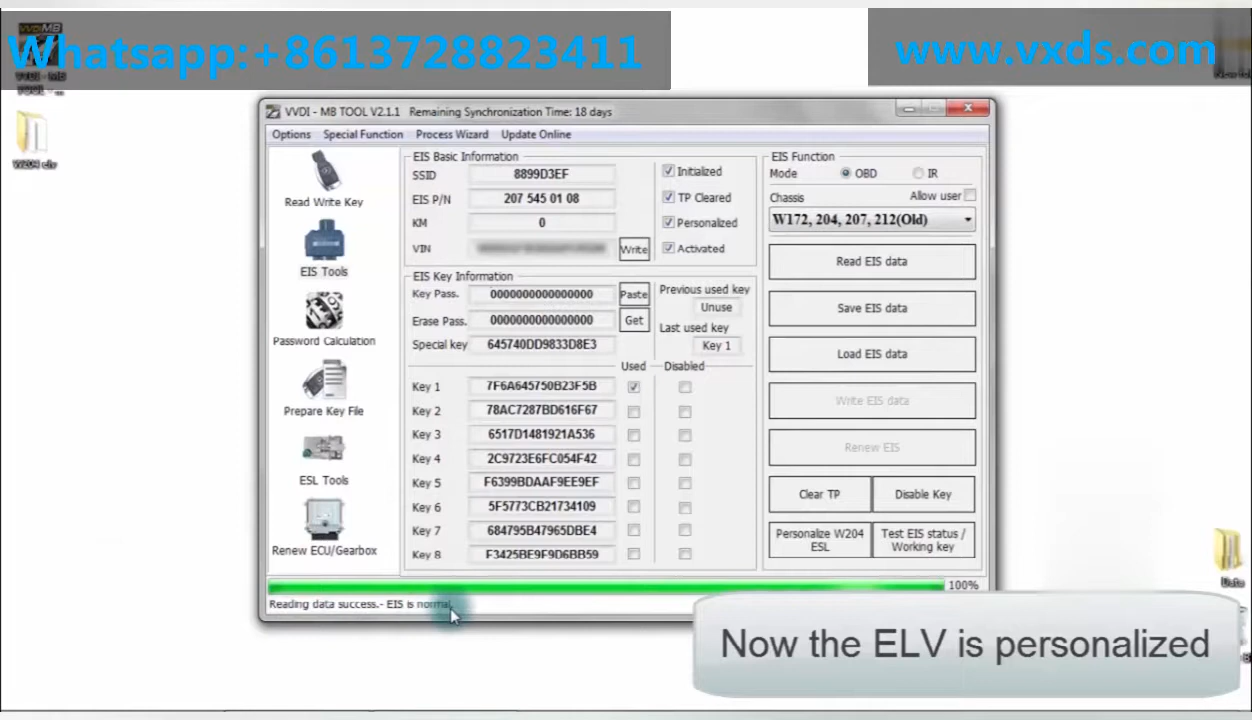 Whatsapp:+8613728823411
www.vxds.com
W204 elv
VVDI - MB TOOL V2.1.1 Remaining Synchronization Time: 18 days
Options Special Function Process Wizard Update Online
Read Write Key
EIS Tools
Password Calculation
Prepare Key File
ESL Tools
Renew ECU/Gearbox
EIS Basic Information
SSID 8899D3EF
EIS P/N 207 545 01 08
KM 0
VIN Write
Initialized
TP Cleared
Personalized
Activated
EIS Key Information
Key Pass. 0000000000000000 Paste
Erase Pass. 0000000000000000 Get
Special key 645740DD9833D8E3
Previous used key
Unuse
Last used key
Key 1
Used Disabled
Key 1 7F6A645750B23F5B
Key 2 78AC7287BD616F67
Key 3 6517D1481921A536
Key 4 2C9723E6FC054F42
Key 5 F6399BDAAF9EE9EF
Key 6 5F5773CB21734109
Key 7 684795B47965DBE4
Key 8 F3425BE9F9D6BB59
EIS Function
Mode OBD IR
Chassis Allow user
W172, 204, 207, 212(Old)
Read EIS data
Save EIS data
Load EIS data
Write EIS data
Renew EIS
Clear TP Disable Key
Personalize W204
ESL
Test EIS status /
Working key
100%
Reading data success.- EIS is normal.
Now the ELV is personalized
Data